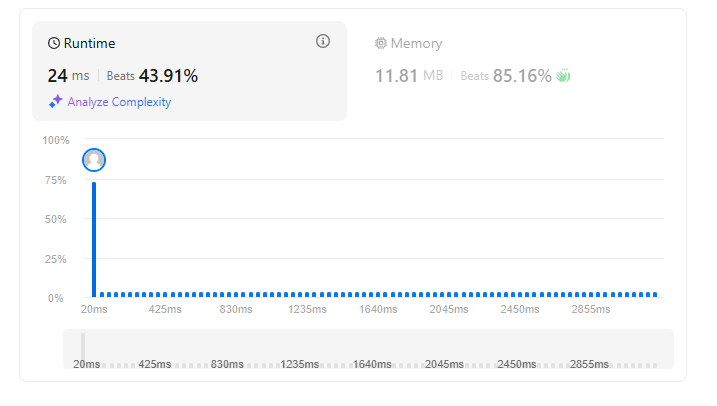 Runtime
24 ms Beats 43.91%
Analyze Complexity
Memory
11.81 MB Beats 85.16%
100%
75%
50%
25%
0%
20ms 425ms 830ms 1235ms 1640ms 2045ms 2450ms 2855ms
20ms 425ms 830ms 1235ms 1640ms 2045ms 2450ms 2855ms